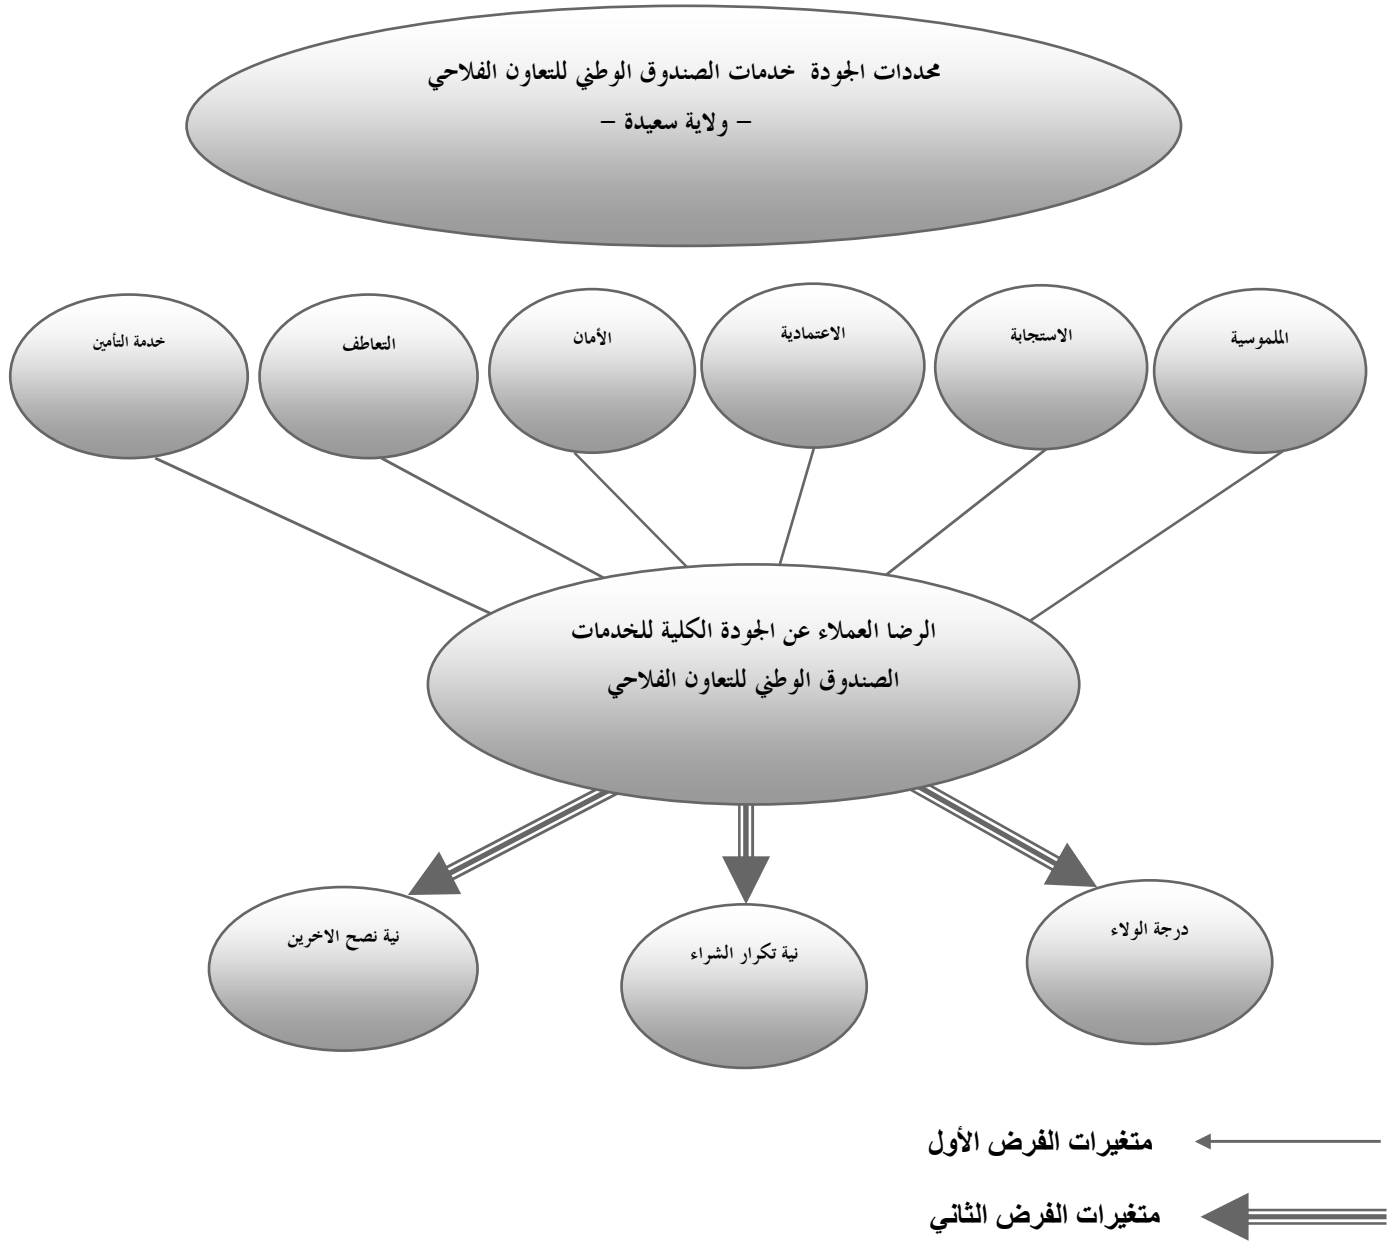 محددات الجودة خدمات الصندوق الوطني للتعاون الفلاحي
– ولاية سعيدة –
الملموسية
الاستجابة
الاعتمادية
الأمان
التعاطف
خدمة التأمين
الرضا العملاء عن الجودة الكلية للخدمات
الصندوق الوطني للتعاون الفلاحي
درجة الولاء
نية تكرار الشراء
نية نصح الاخرين
متغيرات الفرض الأول
متغيرات الفرض الثاني